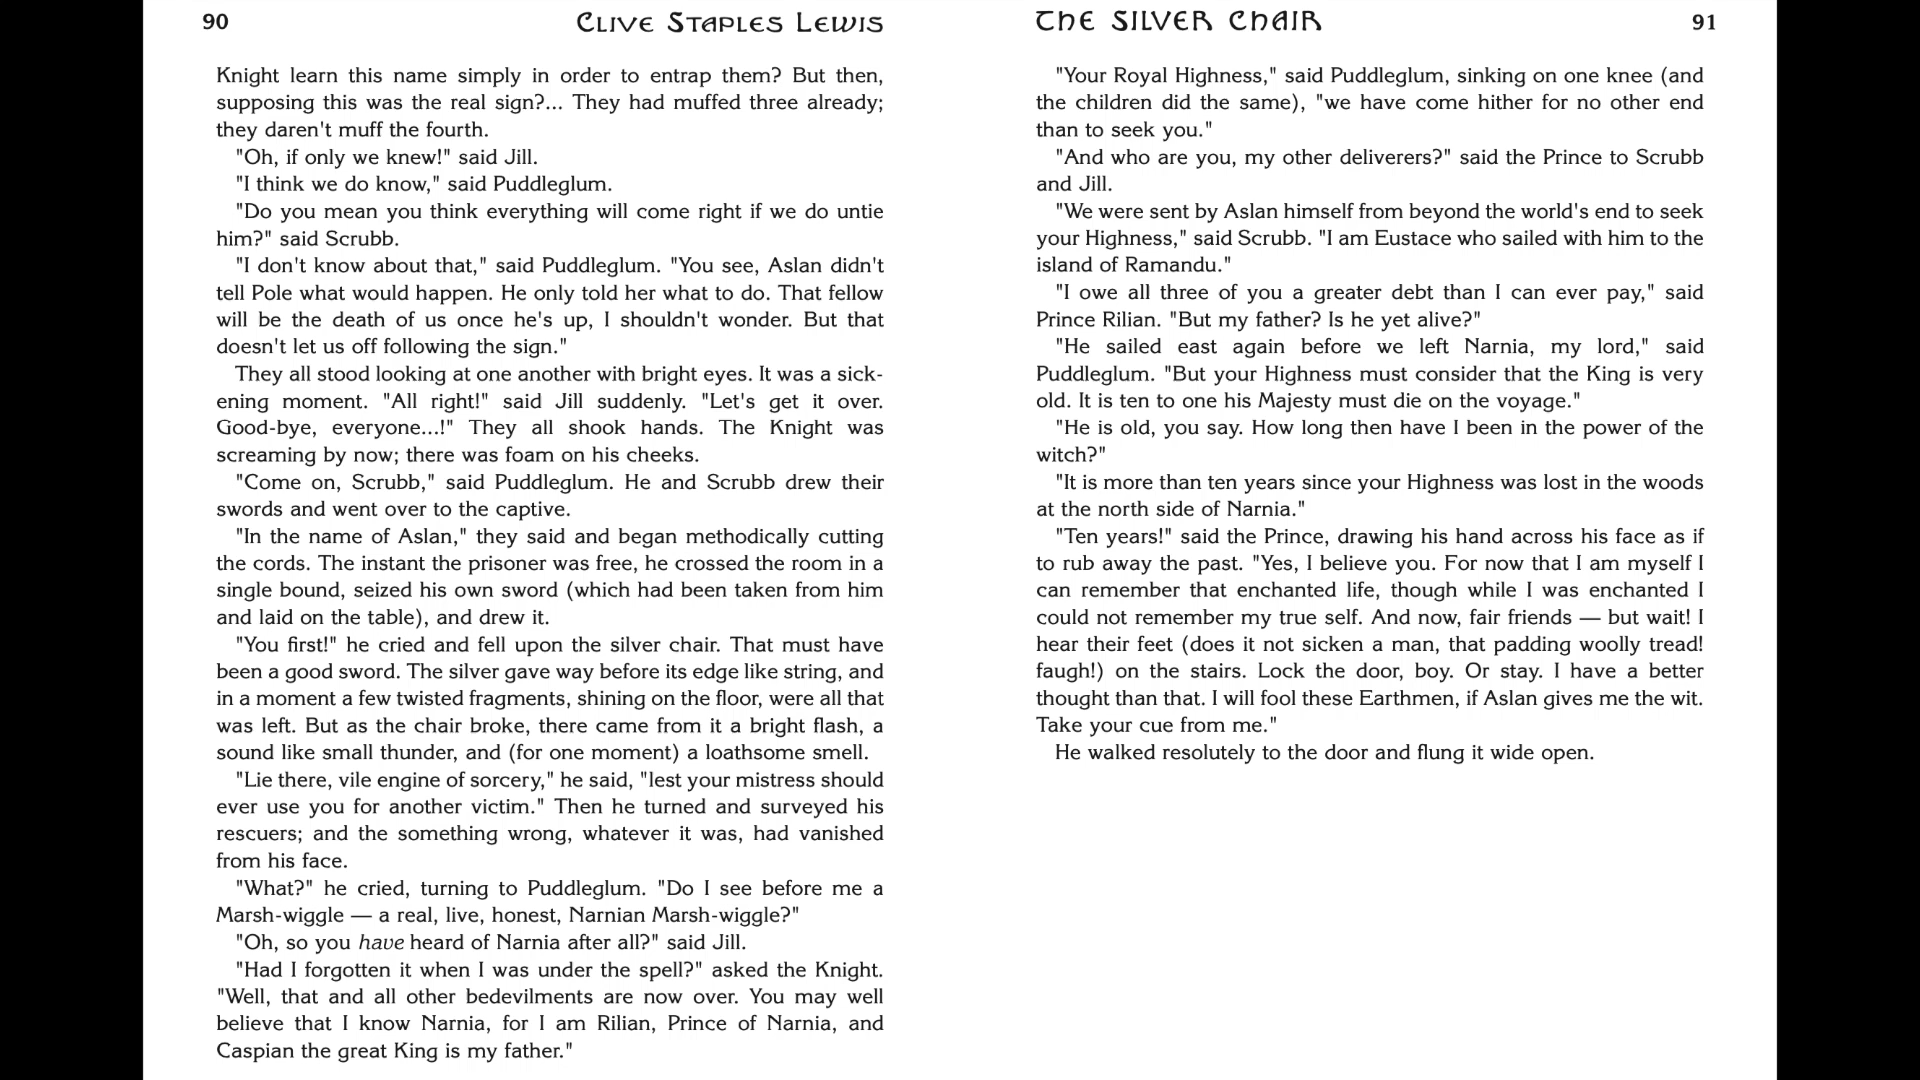 90
Clive Staples Lewis
Knight learn this name simply in order to entrap them? But then,
supposing this was the real sign?... They had muffed three already;
they daren't muff the fourth.
"Oh, if only we knew!" said Jill.
"I think we do know," said Puddleglum.
"Do you mean you think everything will come right if we do untie
him?" said Scrubb.
"I don't know about that," said Puddleglum. "You see, Aslan didn't
tell Pole what would happen. He only told her what to do. That fellow
will be the death of us once he's up, I shouldn't wonder. But that
doesn't let us off following the sign."
They all stood looking at one another with bright eyes. It was a sick-
ening moment. "All right!" said Jill suddenly. "Let's get it over.
Good-bye, everyone...!" They all shook hands. The Knight was
screaming by now; there was foam on his cheeks.
"Come on, Scrubb," said Puddleglum. He and Scrubb drew their
swords and went over to the captive.
"In the name of Aslan," they said and began methodically cutting
the cords. The instant the prisoner was free, he crossed the room in a
single bound, seized his own sword (which had been taken from him
and laid on the table), and drew it.
"You first!" he cried and fell upon the silver chair. That must have
been a good sword. The silver gave way before its edge like string, and
in a moment a few twisted fragments, shining on the floor, were all that
was left. But as the chair broke, there came from it a bright flash, a
sound like small thunder, and (for one moment) a loathsome smell.
"Lie there, vile engine of sorcery," he said, "lest your mistress should
ever use you for another victim." Then he turned and surveyed his
rescuers; and the something wrong, whatever it was, had vanished
from his face.
"What?" he cried, turning to Puddleglum. "Do I see before me a
Marsh-wiggle — a real, live, honest, Narnian Marsh-wiggle?"
"Oh, so you have heard of Narnia after all?" said Jill.
"Had I forgotten it when I was under the spell?" asked the Knight.
"Well, that and all other bedevilments are now over. You may well
believe that I know Narnia, for I am Rilian, Prince of Narnia, and
Caspian the great King is my father."
The Silver Chair
91
"Your Royal Highness," said Puddleglum, sinking on one knee (and
the children did the same), "we have come hither for no other end
than to seek you."
"And who are you, my other deliverers?" said the Prince to Scrubb
and Jill.
"We were sent by Aslan himself from beyond the world's end to seek
your Highness," said Scrubb. "I am Eustace who sailed with him to the
island of Ramandu."
"I owe all three of you a greater debt than I can ever pay," said
Prince Rilian. "But my father? Is he yet alive?"
"He sailed east again before we left Narnia, my lord," said
Puddleglum. "But your Highness must consider that the King is very
old. It is ten to one his Majesty must die on the voyage."
"He is old, you say. How long then have I been in the power of the
witch?"
"It is more than ten years since your Highness was lost in the woods
at the north side of Narnia."
"Ten years!" said the Prince, drawing his hand across his face as if
to rub away the past. "Yes, I believe you. For now that I am myself I
can remember that enchanted life, though while I was enchanted I
could not remember my true self. And now, fair friends — but wait! I
hear their feet (does it not sicken a man, that padding woolly tread!
faugh!) on the stairs. Lock the door, boy. Or stay. I have a better
thought than that. I will fool these Earthmen, if Aslan gives me the wit.
Take your cue from me."
He walked resolutely to the door and flung it wide open.